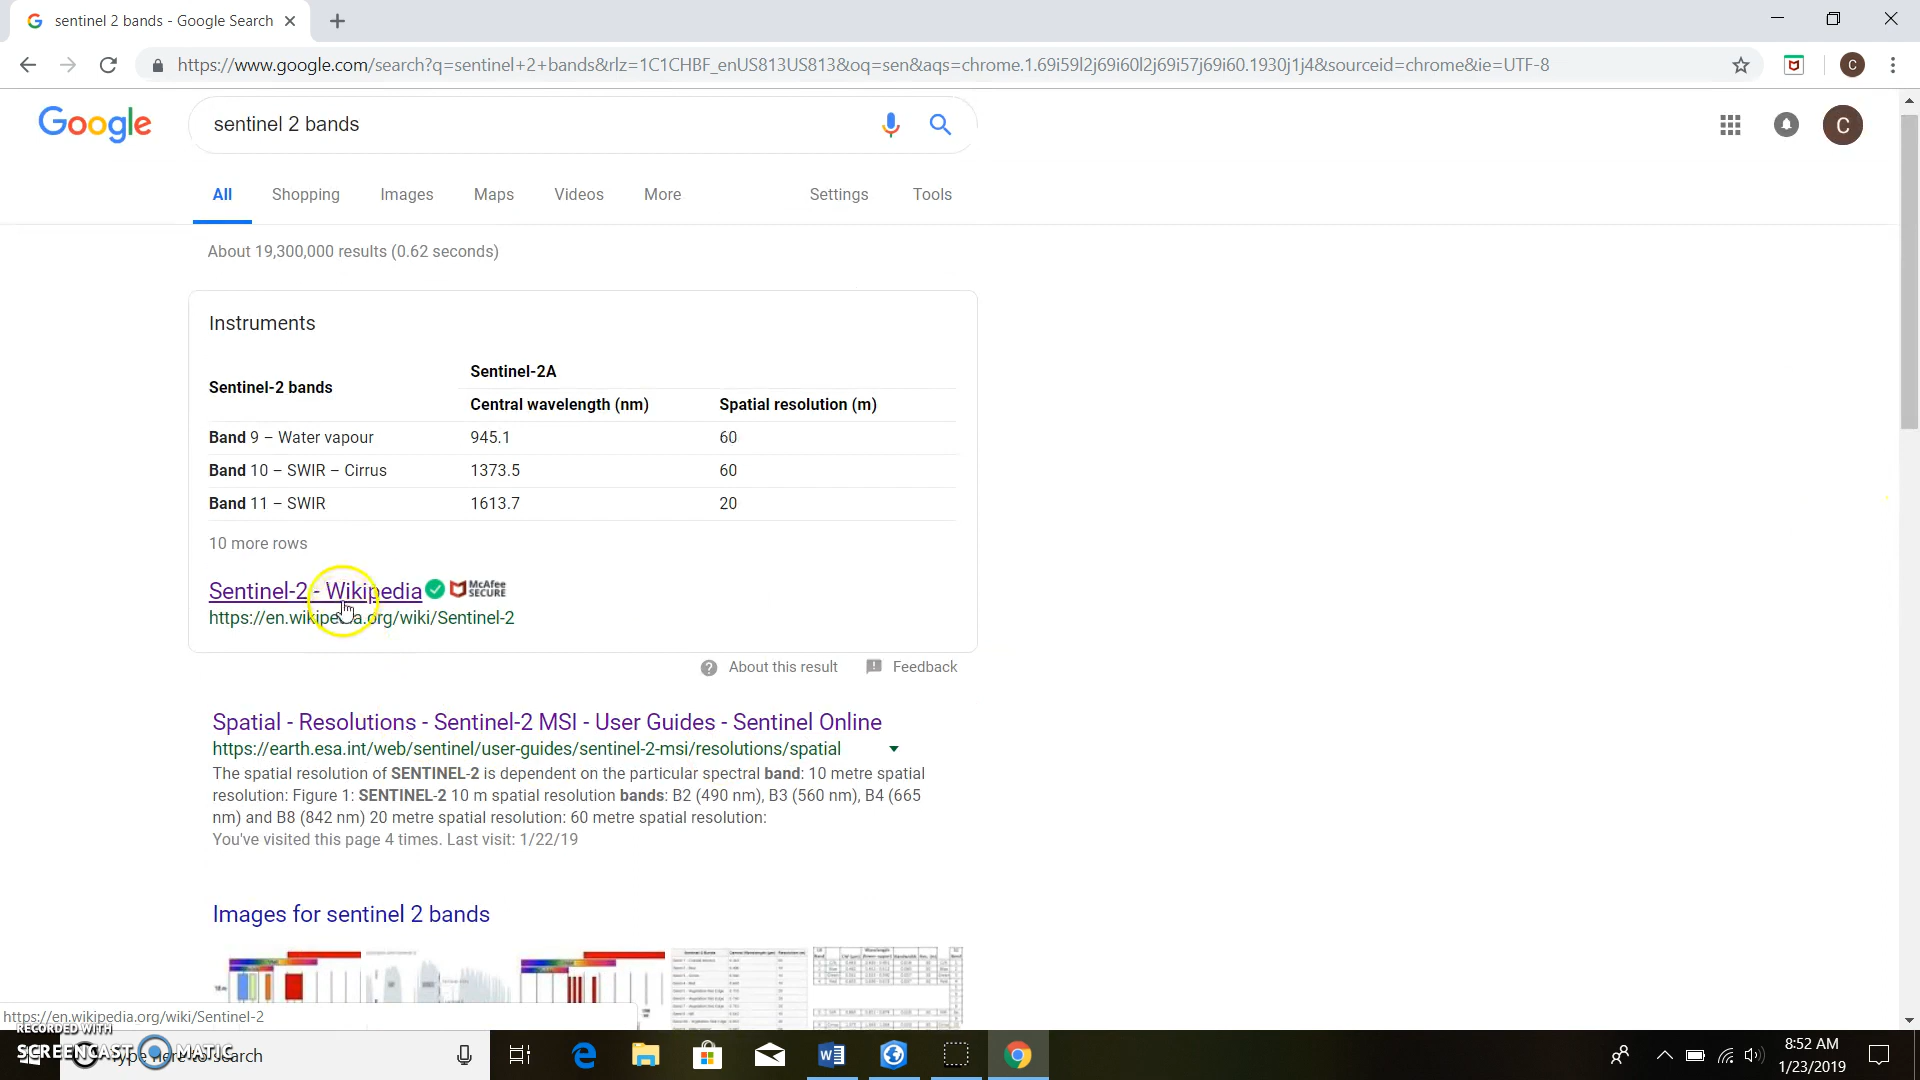 sentinel 2 bands - Google Search
https://www.google.com/search?q=sentinel+2+bands&rlz=1C1CHBF_enUS813US813&oq=sen&aqs=chrome.1.69i59l2j69i60l2j69i57j69i60.1930j1j4&sourceid=chrome&ie=UTF-8
C
Google
sentinel 2 bands
C
All Shopping Images Maps Videos More Settings Tools
About 19,300,000 results (0.62 seconds)
Instruments
Sentinel-2A
Sentinel-2 bands
Central wavelength (nm) Spatial resolution (m)
Band 9 – Water vapour 945.1 60
Band 10 – SWIR – Cirrus 1373.5 60
Band 11 – SWIR 1613.7 20
10 more rows
Sentinel-2 - Wikipedia McAfee SECURE
https://en.wikipedia.org/wiki/Sentinel-2
About this result Feedback
Spatial - Resolutions - Sentinel-2 MSI - User Guides - Sentinel Online
https://earth.esa.int/web/sentinel/user-guides/sentinel-2-msi/resolutions/spatial
The spatial resolution of SENTINEL-2 is dependent on the particular spectral band: 10 metre spatial
resolution: Figure 1: SENTINEL-2 10 m spatial resolution bands: B2 (490 nm), B3 (560 nm), B4 (665
nm) and B8 (842 nm) 20 metre spatial resolution: 60 metre spatial resolution:
You've visited this page 4 times. Last visit: 1/22/19
Images for sentinel 2 bands
https://en.wikipedia.org/wiki/Sentinel-2
RECORDED WITH
SCREENCAST MATIC
Type here to search
8:52 AM
1/23/2019